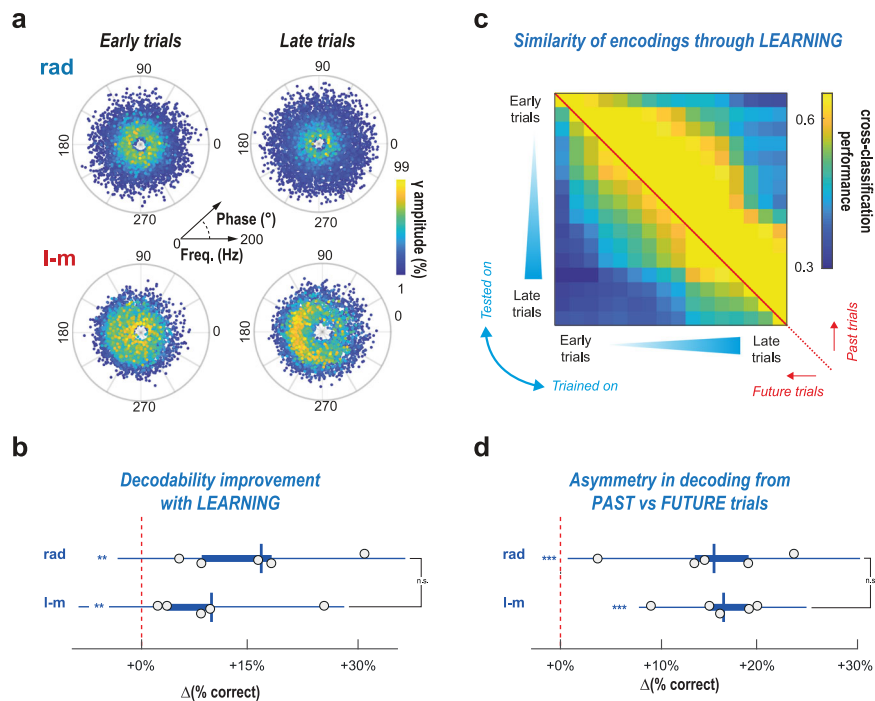 a
Early trials
Late trials
rad
90
90
180
0
180
0
270
270
Phase (°)
0
200
Freq. (Hz)
99
γ amplitude (%)
1
l-m
90
90
0
180
0
180
270
270
c
Similarity of encodings through LEARNING
Early
trials
Late
trials
Tested on
Early
trials
Late
trials
Triained on
0.6
0.3
cross-classification
performance
Past trials
Future trials
b
Decodability improvement
with LEARNING
rad
**
l-m
**
n.s.
+0%
+15%
+30%
Δ(% correct)
d
Asymmetry in decoding from
PAST vs FUTURE trials
rad
***
l-m
***
n.s
+0%
+10%
+20%
+30%
Δ(% correct)